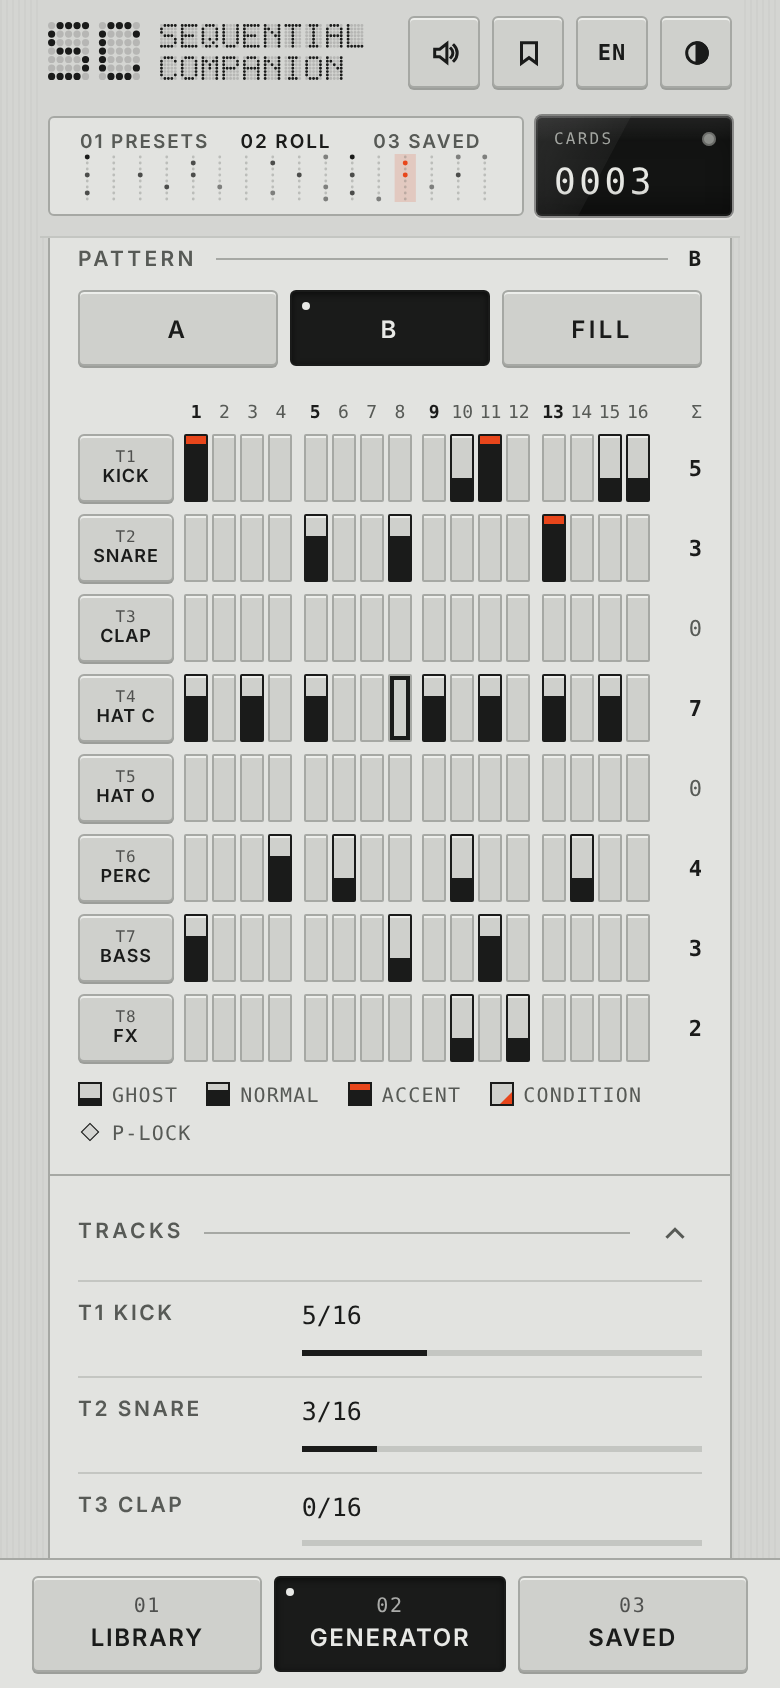 SC SEQUENTIAL COMPANION
EN
01 PRESETS 02 ROLL 03 SAVED
CARDS
0003
PATTERN B
A B FILL
1 2 3 4 5 6 7 8 9 10 11 12 13 14 15 16 Σ
T1 KICK 5
T2 SNARE 3
T3 CLAP 0
T4 HAT C 7
T5 HAT O 0
T6 PERC 4
T7 BASS 3
T8 FX 2
GHOST NORMAL ACCENT CONDITION
P-LOCK
TRACKS
T1 KICK 5/16
T2 SNARE 3/16
T3 CLAP 0/16
01 LIBRARY
02 GENERATOR
03 SAVED